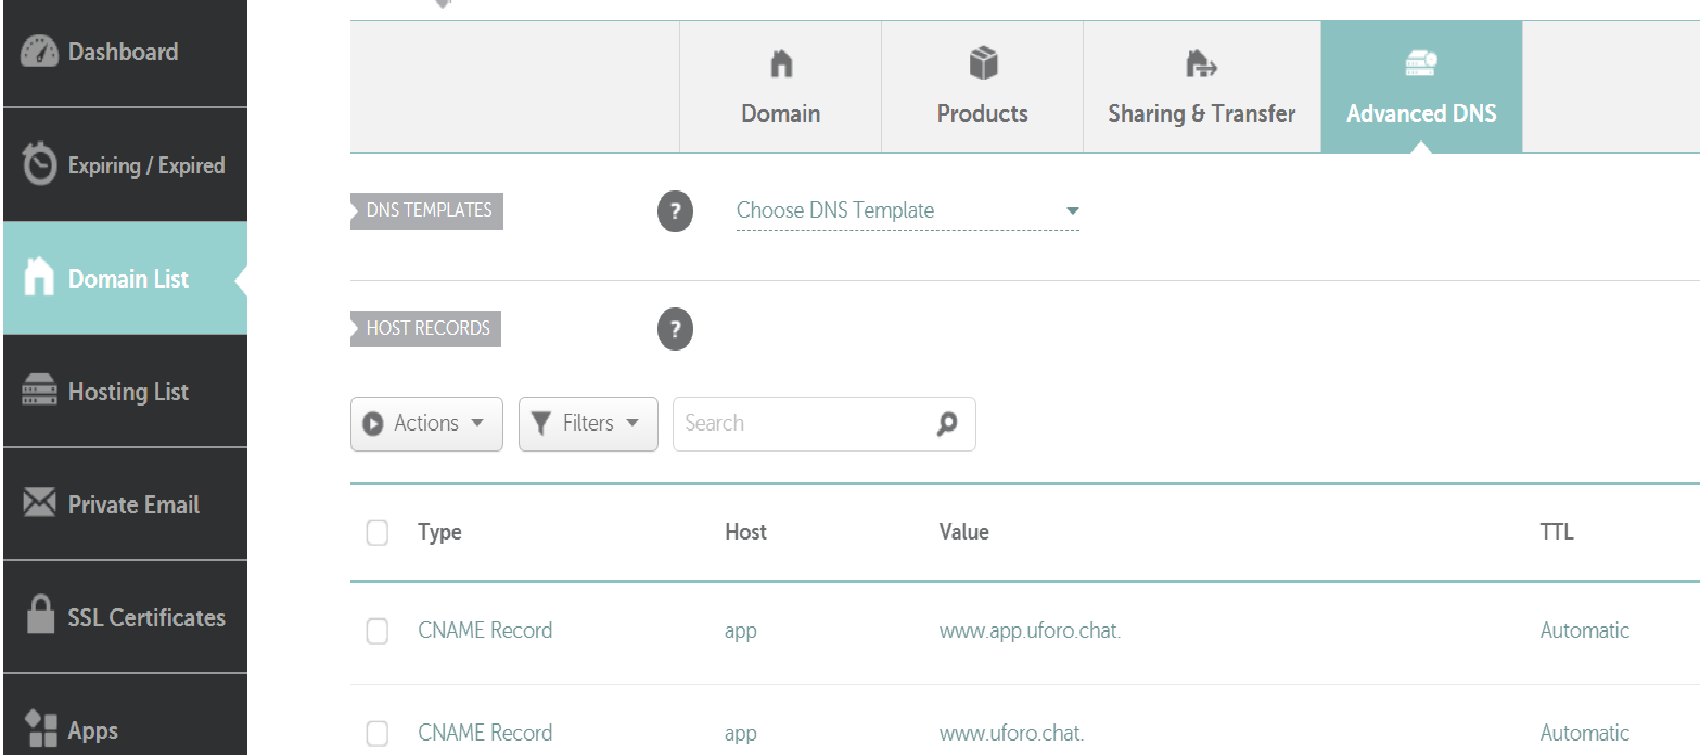 Dashboard
Expiring / Expired
Domain List
Hosting List
Private Email
SSL Certificates
Apps
Domain
Products
Sharing & Transfer
Advanced DNS
DNS TEMPLATES
?
Choose DNS Template
HOST RECORDS
?
Actions
Filters
Search
Type Host Value TTL
CNAME Record app www.app.uforo.chat. Automatic
CNAME Record app www.uforo.chat. Automatic